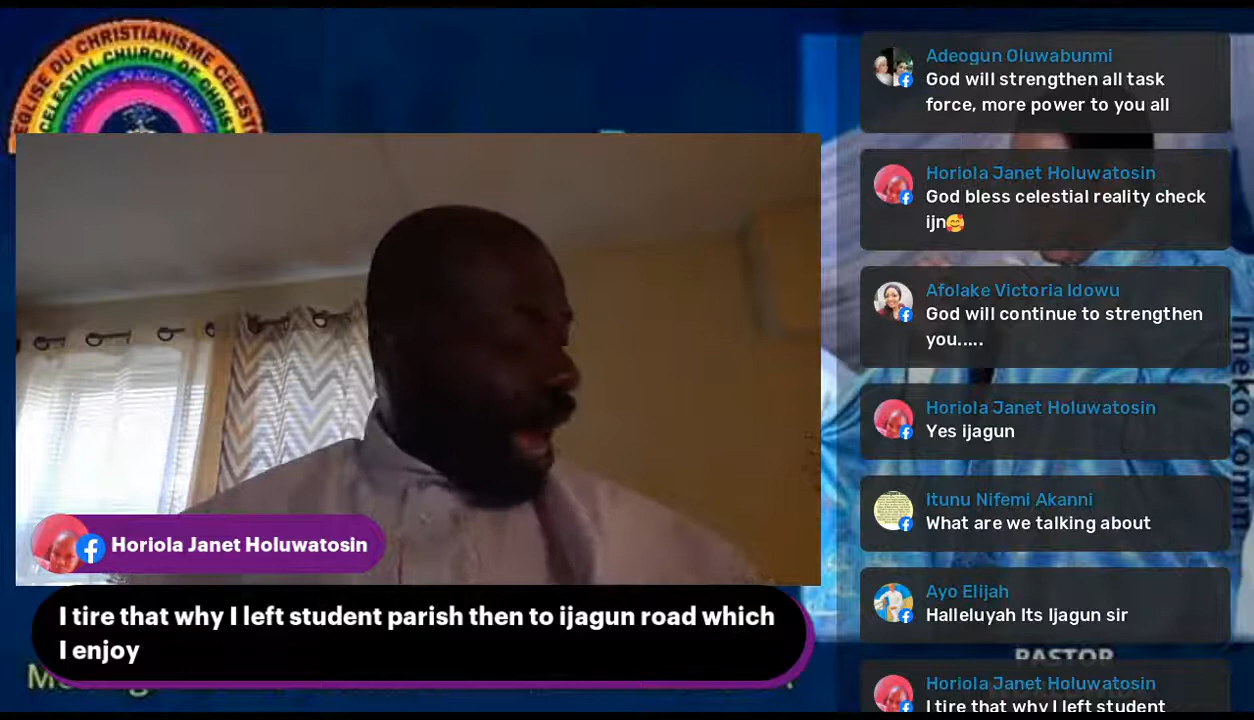 EGLISE DU CHRISTIANISME CELESTE
CELESTIAL CHURCH OF CHRIST
Horiola Janet Holuwatosin
I tire that why I left student parish then to ijagun road which
I enjoy
Adeogun Oluwabunmi
God will strengthen all task
force, more power to you all
Horiola Janet Holuwatosin
God bless celestial reality check
ijn🥰
Afolake Victoria Idowu
God will continue to strengthen
you.....
Horiola Janet Holuwatosin
Yes ijagun
Itunu Nifemi Akanni
What are we talking about
Ayo Elijah
Halleluyah Its Ijagun sir
PASTOR
Horiola Janet Holuwatosin
I tire that why I left student
Imeko Comm